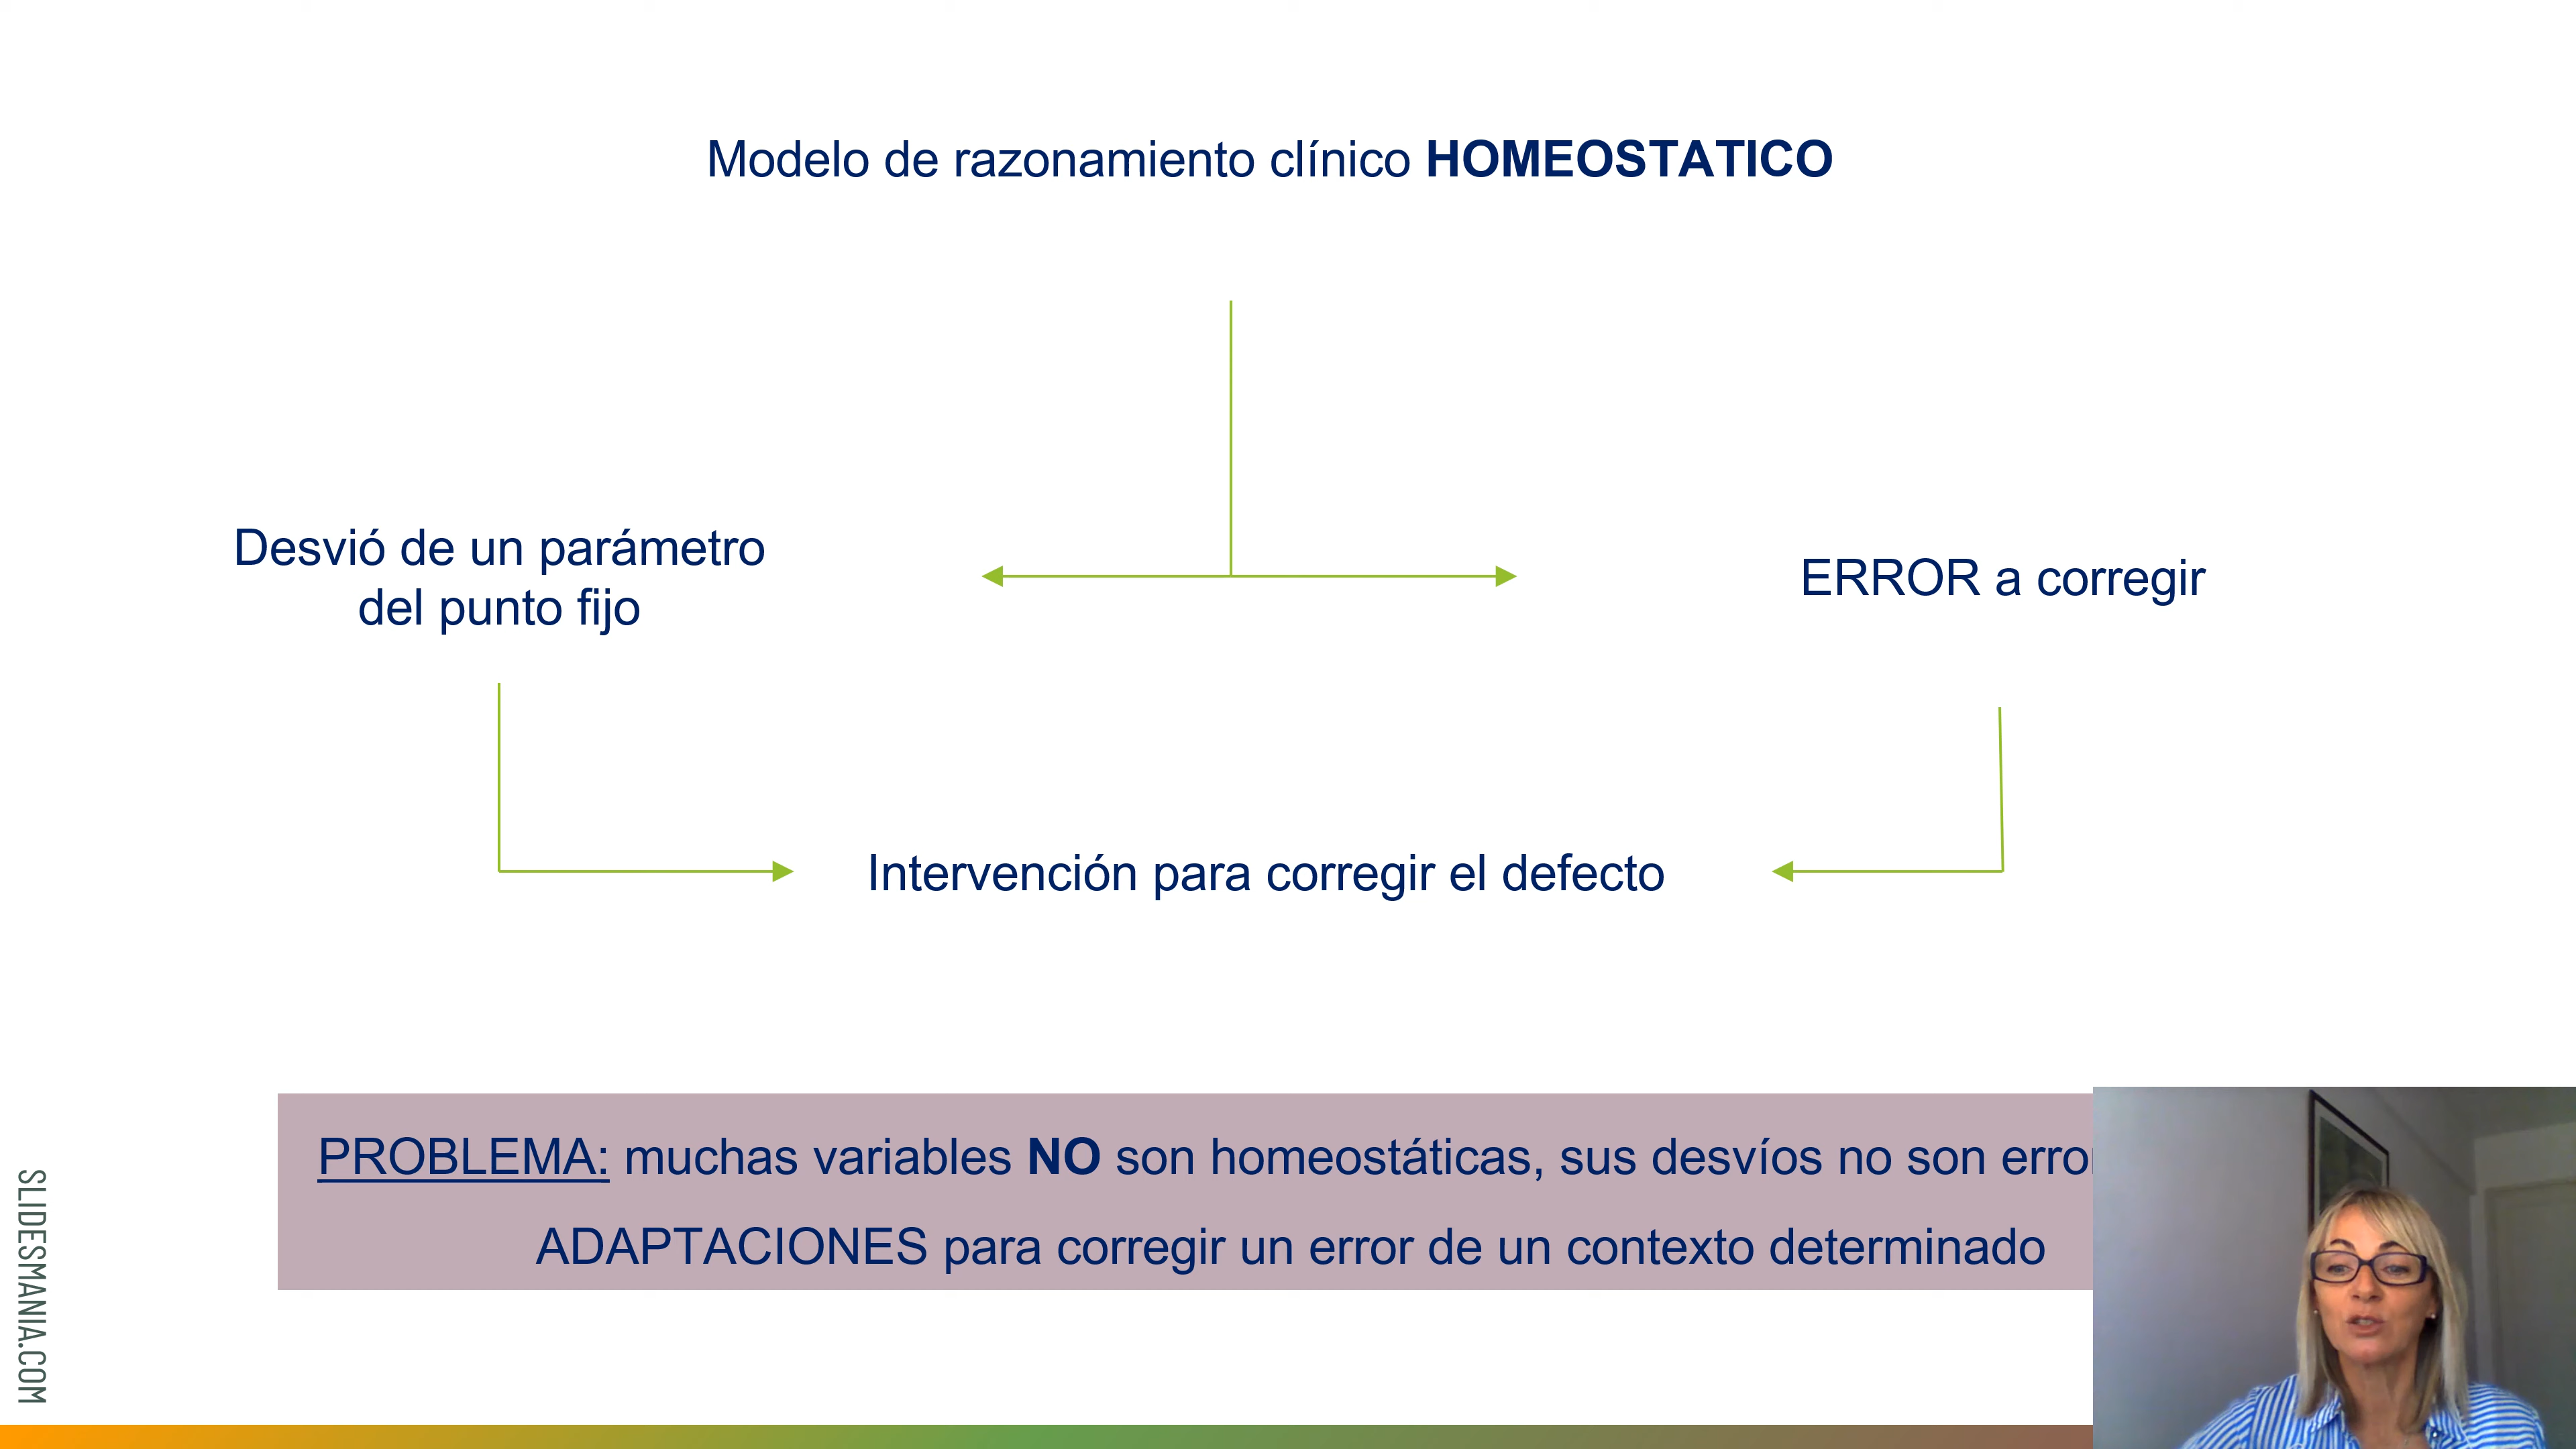 Modelo de razonamiento clínico HOMEOSTATICO
Desvió de un parámetro
del punto fijo
ERROR a corregir
Intervención para corregir el defecto
PROBLEMA: muchas variables NO son homeostáticas, sus desvíos no son
ADAPTACIONES para corregir un error de un contexto determinado
SLIDESMANIA.COM